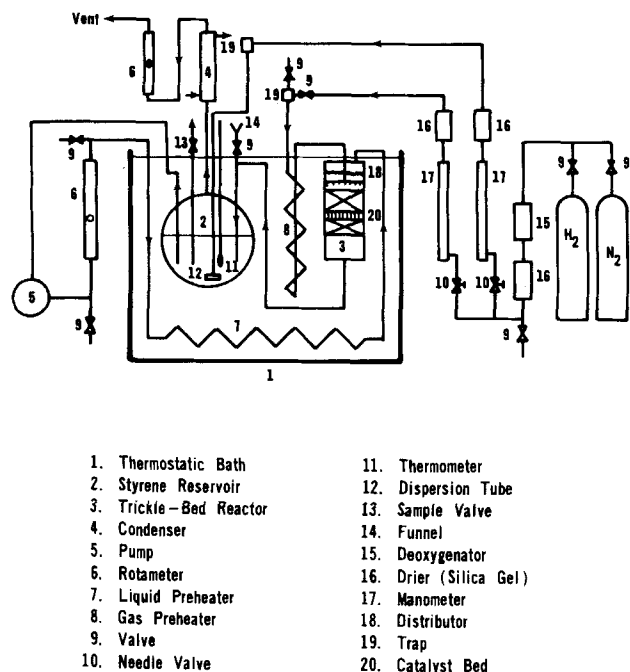 Vent
19
9
6
4
19
9
14
16
16
13
9
9
18
17
17
9
9
6
2
8
20
15
H2
N2
3
5
12
11
10
10
16
9
7
9
1
1. Thermostatic Bath
2. Styrene Reservoir
3. Trickle-Bed Reactor
4. Condenser
5. Pump
6. Rotameter
7. Liquid Preheater
8. Gas Preheater
9. Valve
10. Needle Valve
11. Thermometer
12. Dispersion Tube
13. Sample Valve
14. Funnel
15. Deoxygenator
16. Drier (Silica Gel)
17. Manometer
18. Distributor
19. Trap
20. Catalyst Bed